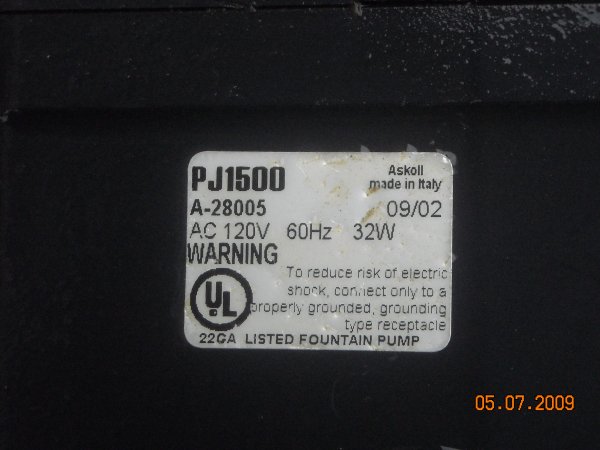 PJ1500
Askoll
made in Italy
A-28005
09/02
AC 120V 60Hz 32W
WARNING
UL
To reduce risk of electric
shock, connect only to a
properly grounded, grounding
type receptacle
22GA LISTED FOUNTAIN PUMP
05.07.2009